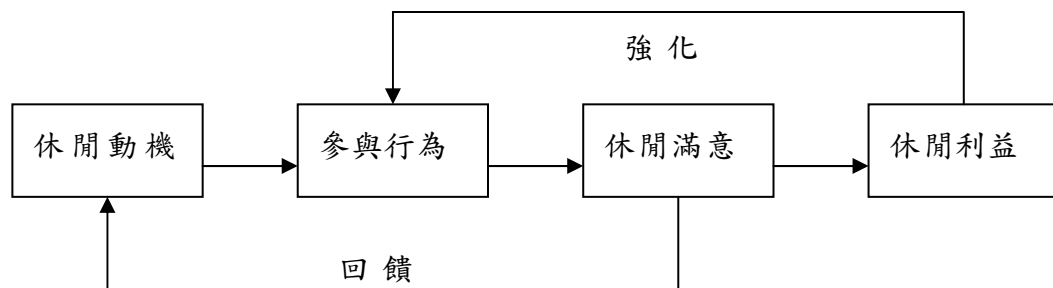 強化
休閒動機
參與行為
休閒滿意
休閒利益
回饋